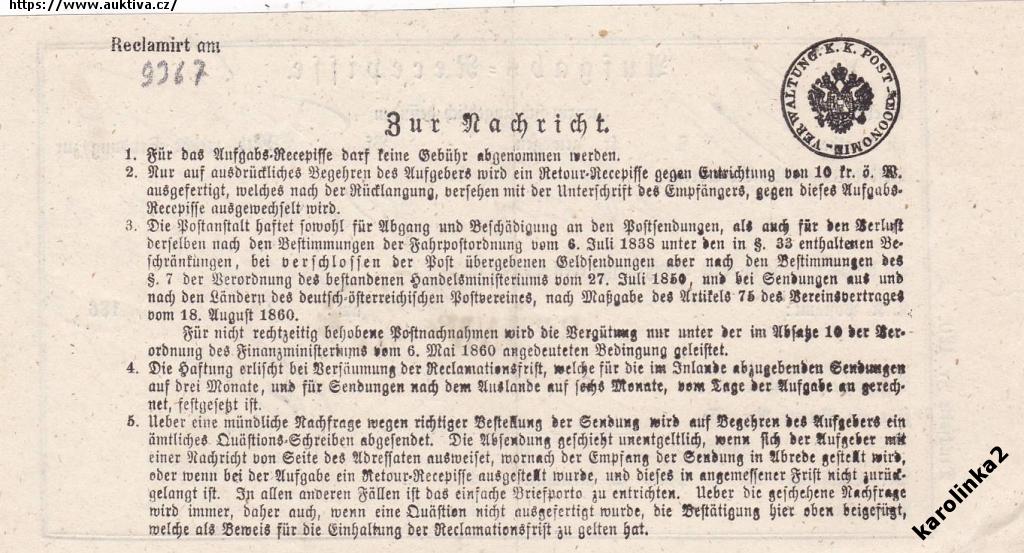 https://www.auktiva.cz/
Reclamirt am
9367
VERWALTUNG. K. K. POST-ŒCONOMIE-
Zur Nachricht.
1. Für das Aufgabs-Recepisse darf keine Gebühr abgenommen werden.
2. Nur auf ausdrückliches Begehren des Aufgebers wird ein Retour-Recepisse gegen Entrichtung von 10 kr. ö. W.
ausgefertigt, welches nach der Rücklangung, versehen mit der Unterschrift des Empfängers, gegen dieses Aufgabs-
Recepisse ausgewechselt wird.
3. Die Postanstalt haftet sowohl für Abgang und Beschädigung an den Postsendungen, als auch für den Verlust
derselben nach den Bestimmungen der Fahrpostordnung vom 6. Juli 1838 unter den in §. 33 enthaltenen Be-
schränkungen, bei verschlossen der Post übergebenen Geldsendungen aber nach den Bestimmungen des
§. 7 der Verordnung des bestandenen Handelsministeriums vom 27. Juli 1850, und bei Sendungen aus und
nach den Ländern des deutsch-österreichischen Postvereines, nach Maßgabe des Artikels 75 des Vereinsvertrages
vom 18. August 1860.
Für nicht rechtzeitig behobene Postnachnahmen wird die Vergütung nur unter der im Absatze 10 der Ver-
ordnung des Finanzministeriums vom 6. Mai 1860 angedeuteten Bedingung geleistet.
4. Die Haftung erlischt bei Versäumung der Reclamationsfrist, welche für die im Inlande abzugebenden Sendungen
auf drei Monate, und für Sendungen nach dem Auslande auf sechs Monate, vom Tage der Aufgabe an gerech-
net, festgesetzt ist.
5. Ueber eine mündliche Nachfrage wegen richtiger Bestellung der Sendung wird auf Begehren des Aufgebers ein
ämtliches Quästions-Schreiben abgesendet. Die Absendung geschieht unentgeltlich, wenn sich der Aufgeber mit
einer Nachricht von Seite des Adressaten ausweiset, wornach der Empfang der Sendung in Abrede gestellt wird,
oder wenn bei der Aufgabe ein Retour-Recepisse ausgestellt wurde, und dieses in angemessener Frist nicht zurück-
gelangt ist. In allen anderen Fällen ist das einfache Briefporto zu entrichten. Ueber die geschehene Nachfrage
wird immer, daher auch, wenn eine Quästion nicht ausgefertigt wurde, die Bestätigung hier oben beigefügt,
welche als Beweis für die Einhaltung der Reclamationsfrist zu gelten hat.
karolinka2